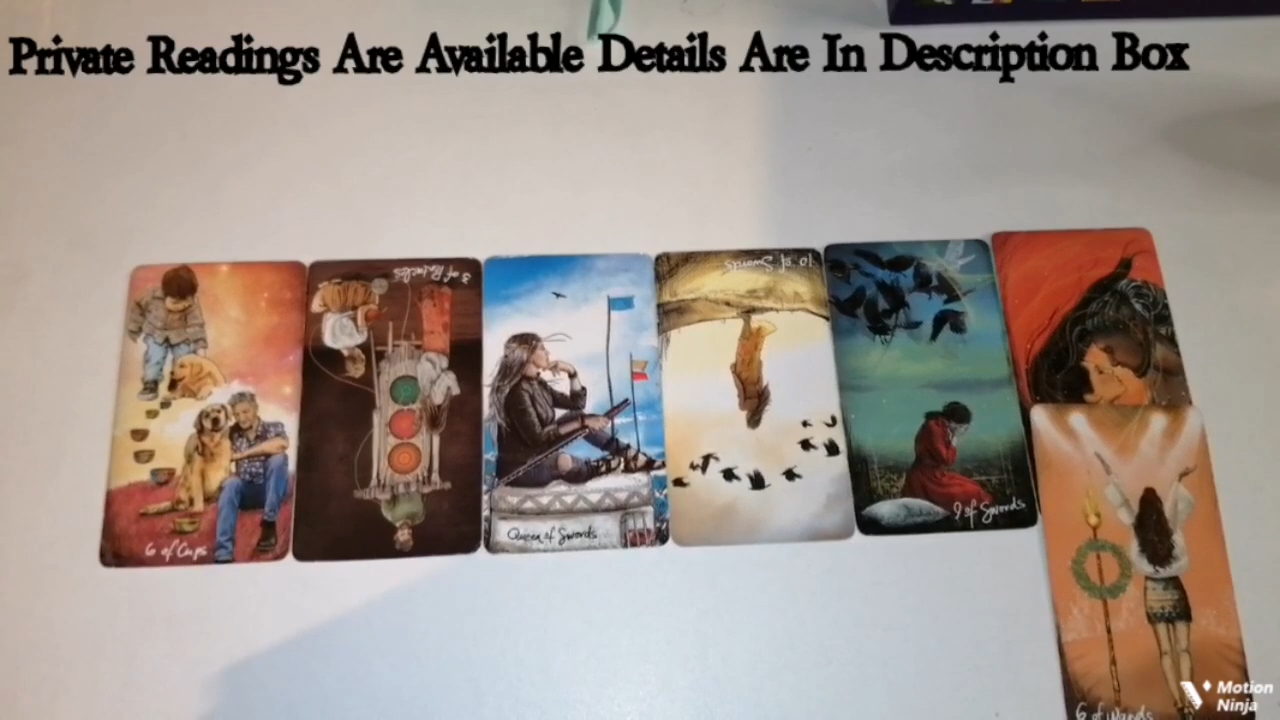 Private Readings Are Available Details Are In Description Box
6 of Cups
3 of Pentacles
Queen of Swords
10 of Swords
9 of Swords
6 of Wands
Motion
Ninja